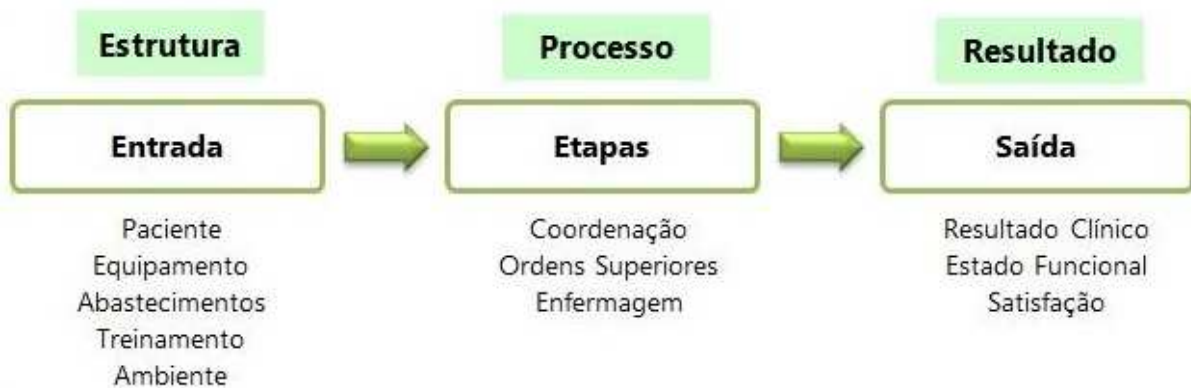 Estrutura
Entrada
Paciente
Equipamento
Abastecimentos
Treinamento
Ambiente
Processo
Etapas
Coordenação
Ordens Superiores
Enfermagem
Resultado
Saída
Resultado Clínico
Estado Funcional
Satisfação